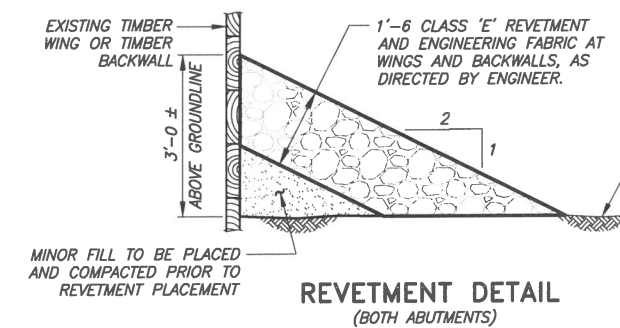 EXISTING TIMBER
WING OR TIMBER
BACKWALL
1'-6 CLASS 'E' REVETMENT
AND ENGINEERING FABRIC AT
WINGS AND BACKWALLS, AS
DIRECTED BY ENGINEER.
2
1
3'-0 ±
ABOVE GROUNDLINE
MINOR FILL TO BE PLACED
AND COMPACTED PRIOR TO
REVETMENT PLACEMENT
REVETMENT DETAIL
(BOTH ABUTMENTS)